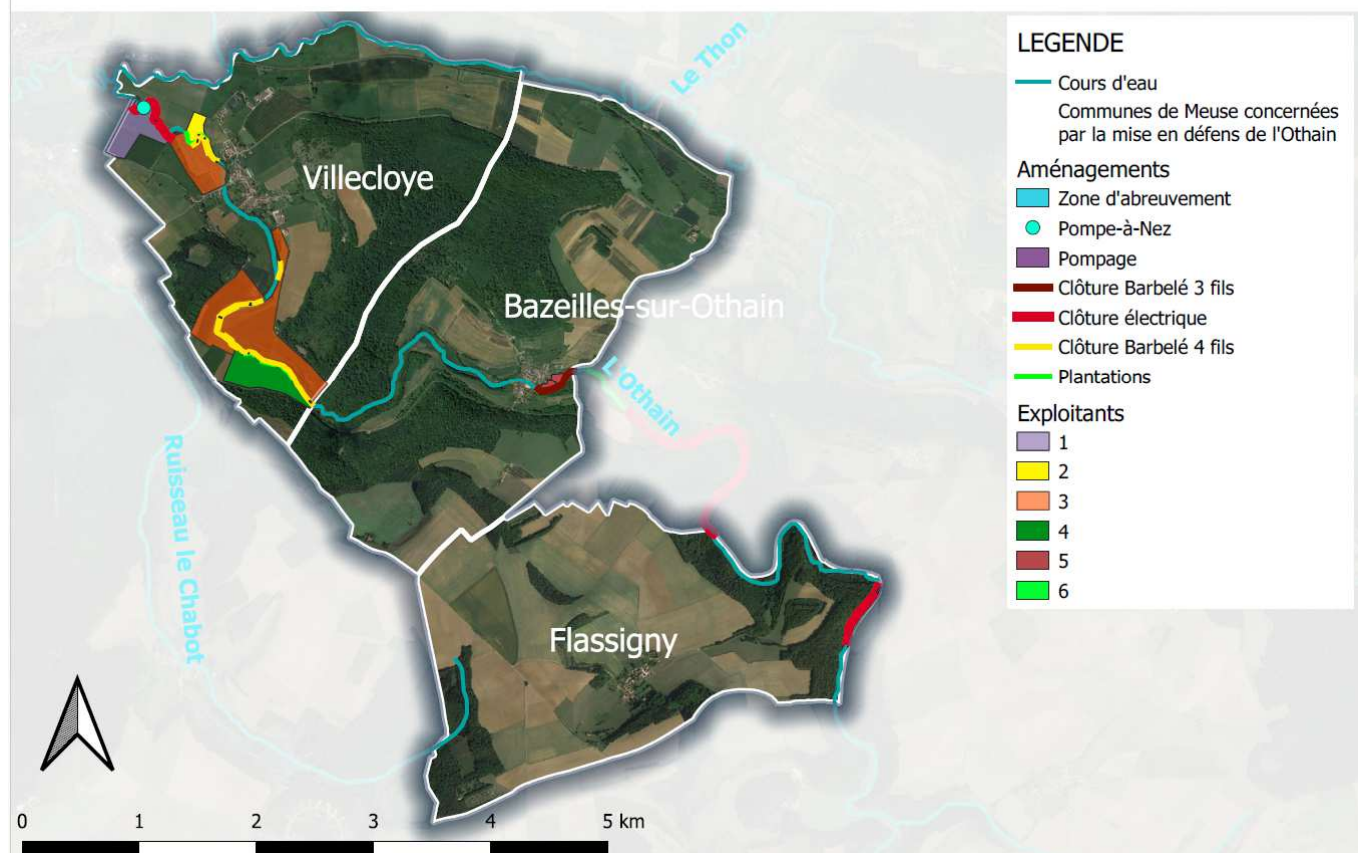 Le Thon
Villecloye
Bazeilles-sur-Othain
L'Othain
Ruisseau le Chabot
Flassigny
0 1 2 3 4 5 km
LEGENDE
Cours d'eau
Communes de Meuse concernées
par la mise en défens de l'Othain
Aménagements
Zone d'abreuvement
Pompe-à-Nez
Pompage
Clôture Barbelé 3 fils
Clôture électrique
Clôture Barbelé 4 fils
Plantations
Exploitants
1
2
3
4
5
6